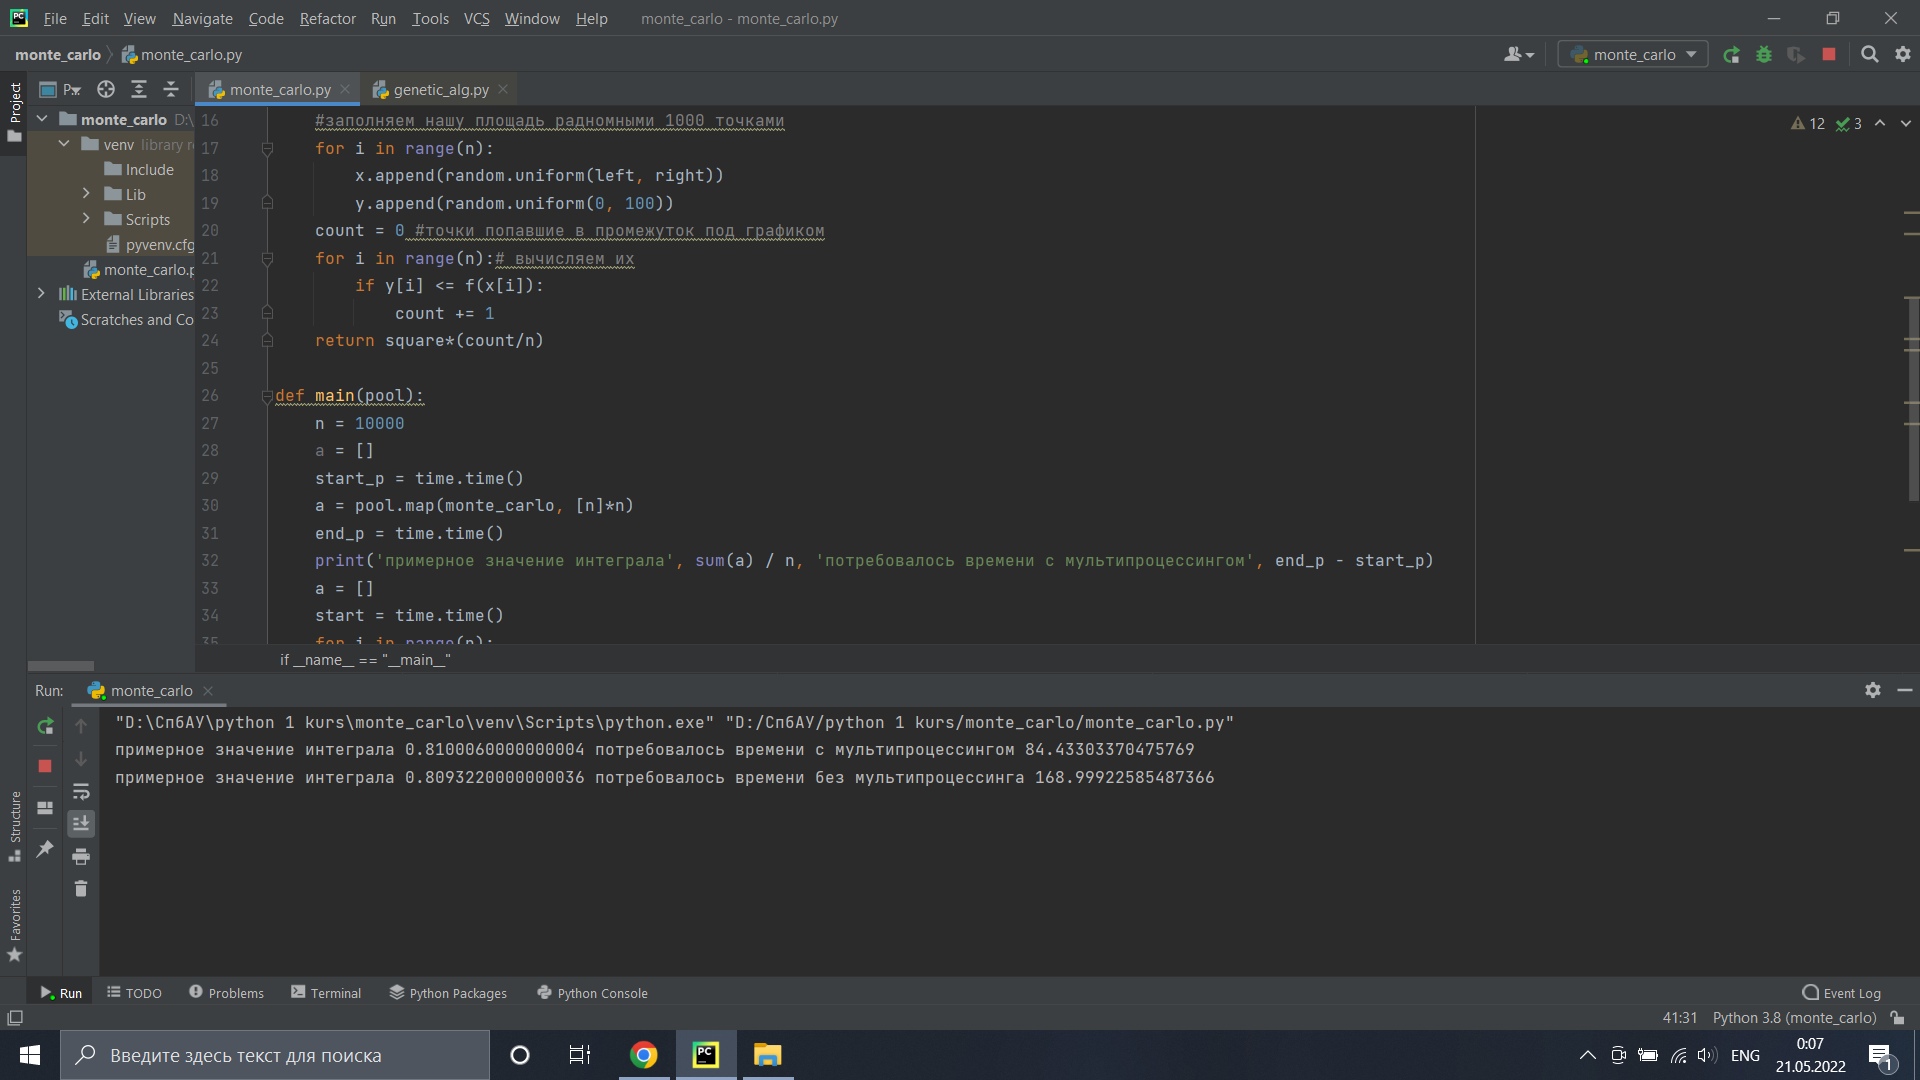 File Edit View Navigate Code Refactor Run Tools VCS Window Help monte_carlo - monte_carlo.py
monte_carlo monte_carlo.py monte_carlo
Project P.. monte_carlo.py genetic_alg.py
monte_carlo D:\
venv library r
Include
Lib
Scripts
pyvenv.cfg
monte_carlo.p
External Libraries
Scratches and Co
12 3
16 #заполняем нашу площадь радномными 1000 точками
17 for i in range(n):
18 x.append(random.uniform(left, right))
19 y.append(random.uniform(0, 100))
20 count = 0 #точки попавшие в промежуток под графиком
21 for i in range(n):# вычисляем их
22 if y[i] <= f(x[i]):
23 count += 1
24 return square*(count/n)
25
26 def main(pool):
27 n = 10000
28 a = []
29 start_p = time.time()
30 a = pool.map(monte_carlo, [n]*n)
31 end_p = time.time()
32 print('примерное значение интеграла', sum(a) / n, 'потребовалось времени с мультипроцессингом', end_p - start_p)
33 a = []
34 start = time.time()
35 for i in range(n):
if __name__ == "__main__"
Run: monte_carlo
"D:\СпбАУ\python 1 kurs\monte_carlo\venv\Scripts\python.exe" "D:/СпбАУ/python 1 kurs/monte_carlo/monte_carlo.py"
примерное значение интеграла 0.8100060000000004 потребовалось времени с мультипроцессингом 84.43303370475769
примерное значение интеграла 0.8093220000000036 потребовалось времени без мультипроцессинга 168.99922585487366
Structure
Favorites
Run TODO Problems Terminal Python Packages Python Console Event Log
41:31 Python 3.8 (monte_carlo)
Введите здесь текст для поиска
PC
ENG
0:07
21.05.2022
1